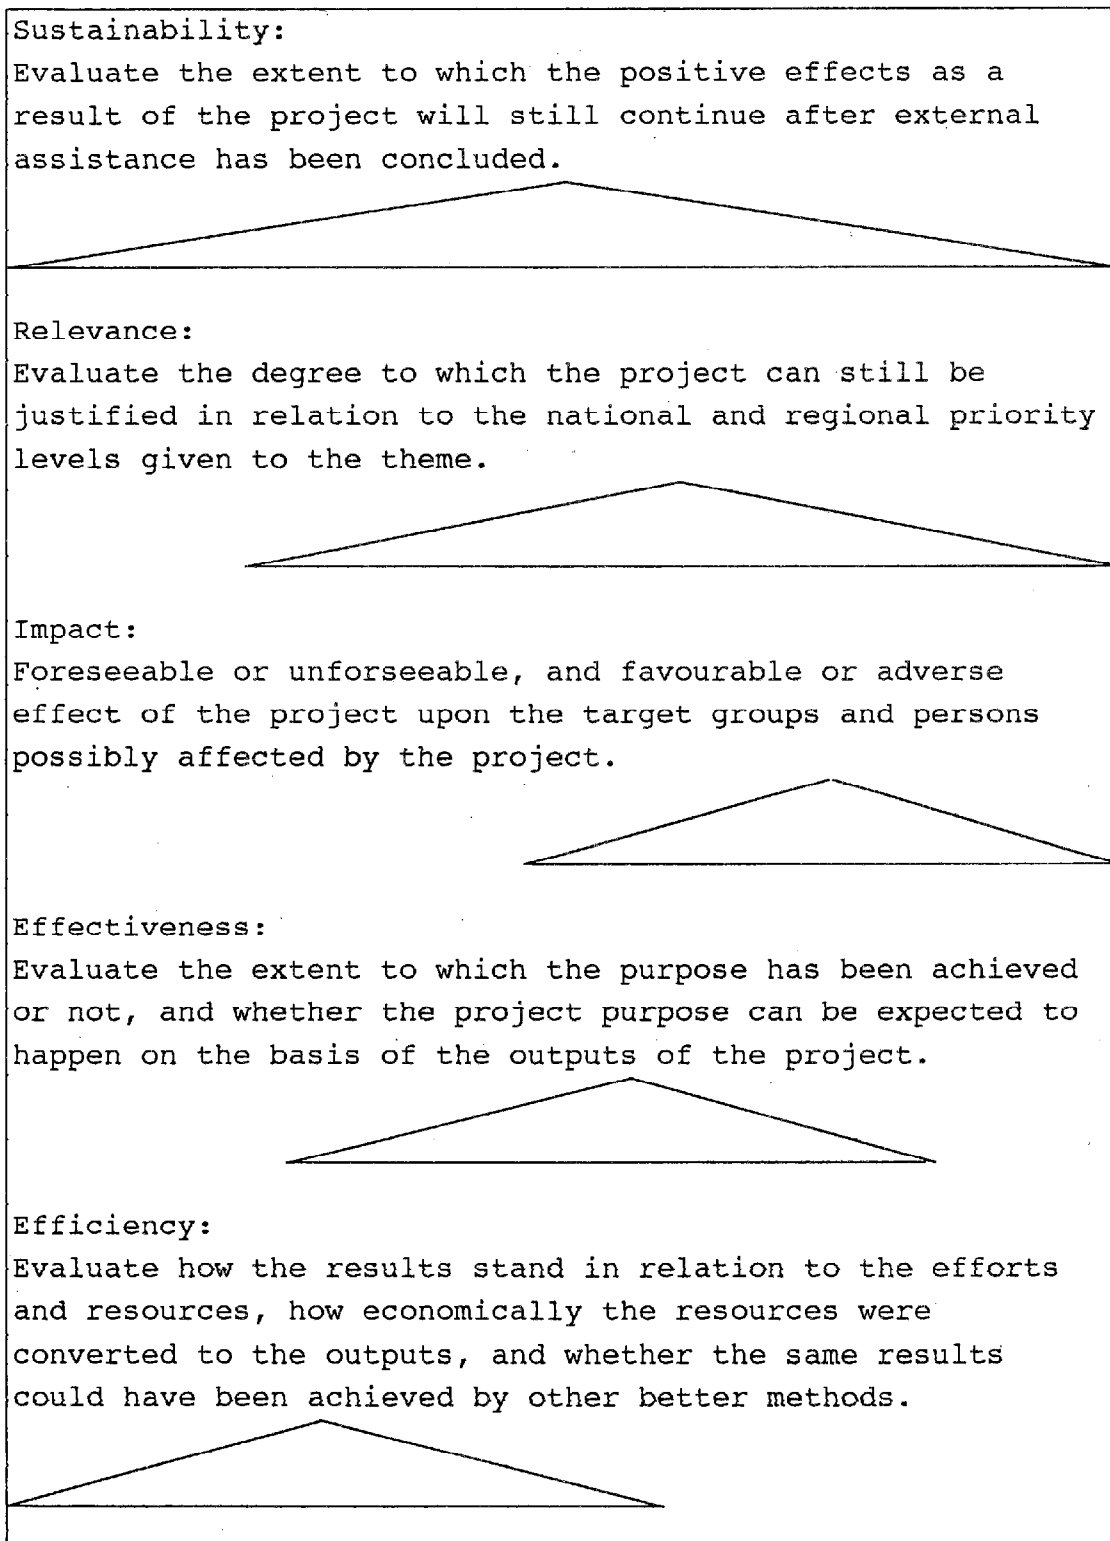 Sustainability:
Evaluate the extent to which the positive effects as a
result of the project will still continue after external
assistance has been concluded.
Relevance:
Evaluate the degree to which the project can still be
justified in relation to the national and regional priority
levels given to the theme.
Impact:
Foreseeable or unforseeable, and favourable or adverse
effect of the project upon the target groups and persons
possibly affected by the project.
Effectiveness:
Evaluate the extent to which the purpose has been achieved
or not, and whether the project purpose can be expected to
happen on the basis of the outputs of the project.
Efficiency:
Evaluate how the results stand in relation to the efforts
and resources, how economically the resources were
converted to the outputs, and whether the same results
could have been achieved by other better methods.